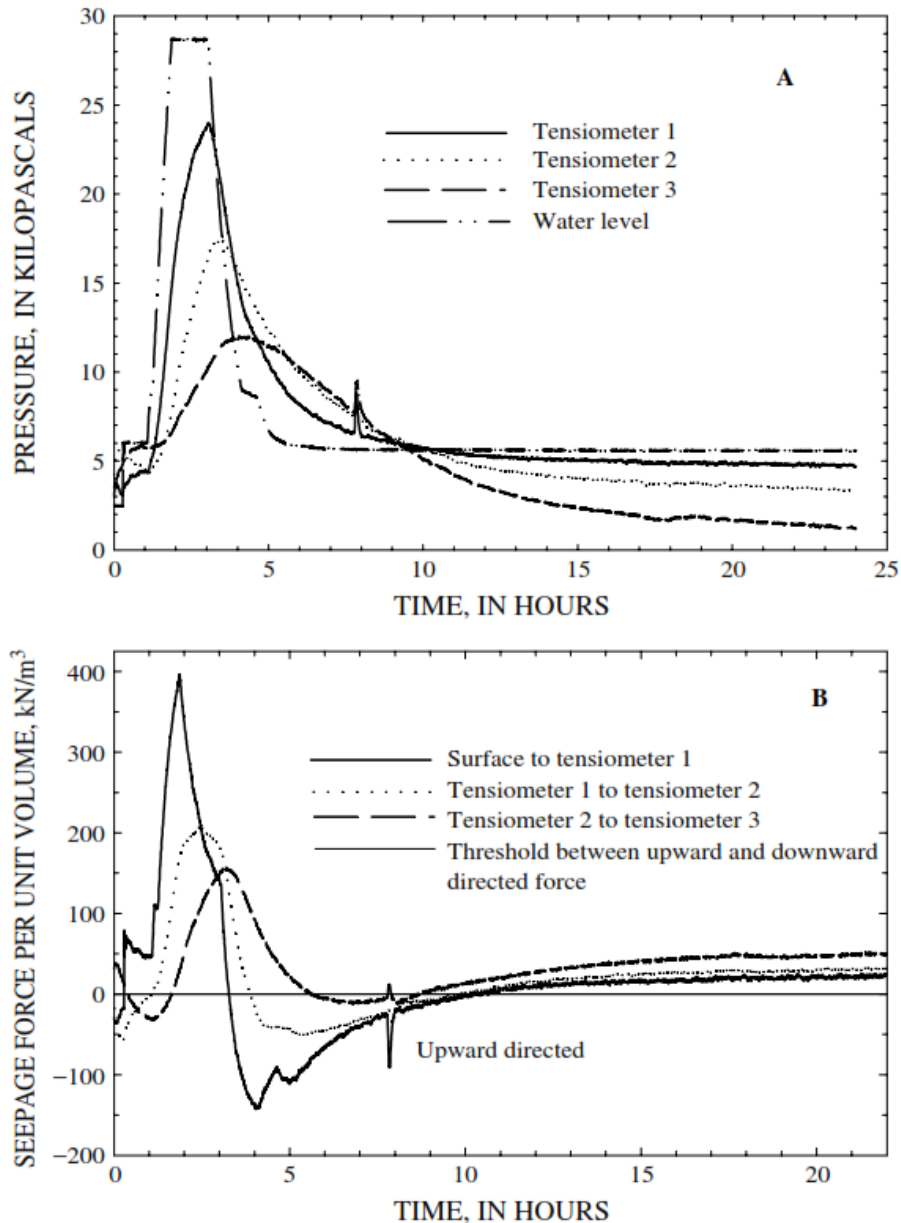 A
PRESSURE, IN KILOPASCALS
30
25
20
15
10
5
0
Tensiometer 1
Tensiometer 2
Tensiometer 3
Water level
0 5 10 15 20 25
TIME, IN HOURS
B
SEEPAGE FORCE PER UNIT VOLUME, kN/m³
400
300
200
100
0
−100
−200
Surface to tensiometer 1
Tensiometer 1 to tensiometer 2
Tensiometer 2 to tensiometer 3
Threshold between upward and downward
directed force
Upward directed
0 5 10 15 20
TIME, IN HOURS